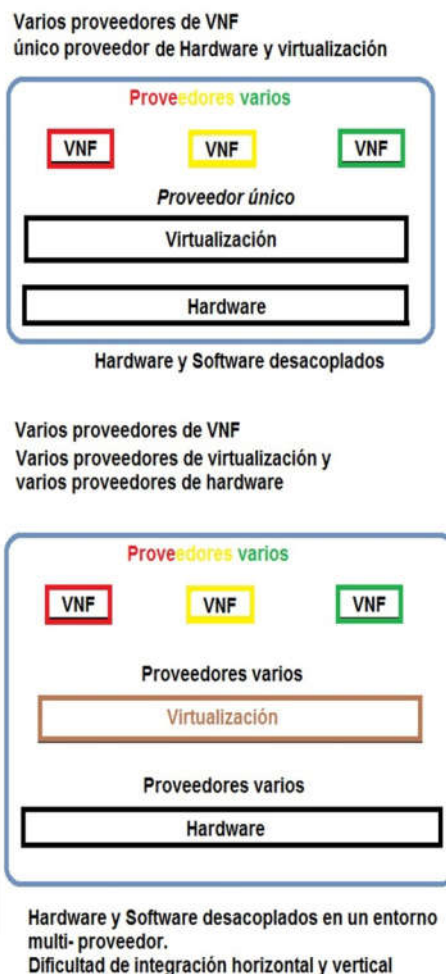 Varios proveedores de VNF
único proveedor de Hardware y virtualización
Proveedores varios
VNF VNF VNF
Proveedor único
Virtualización
Hardware
Hardware y Software desacoplados
Varios proveedores de VNF
Varios proveedores de virtualización y
varios proveedores de hardware
Proveedores varios
VNF VNF VNF
Proveedores varios
Virtualización
Proveedores varios
Hardware
Hardware y Software desacoplados en un entorno
multi- proveedor.
Dificultad de integración horizontal y vertical